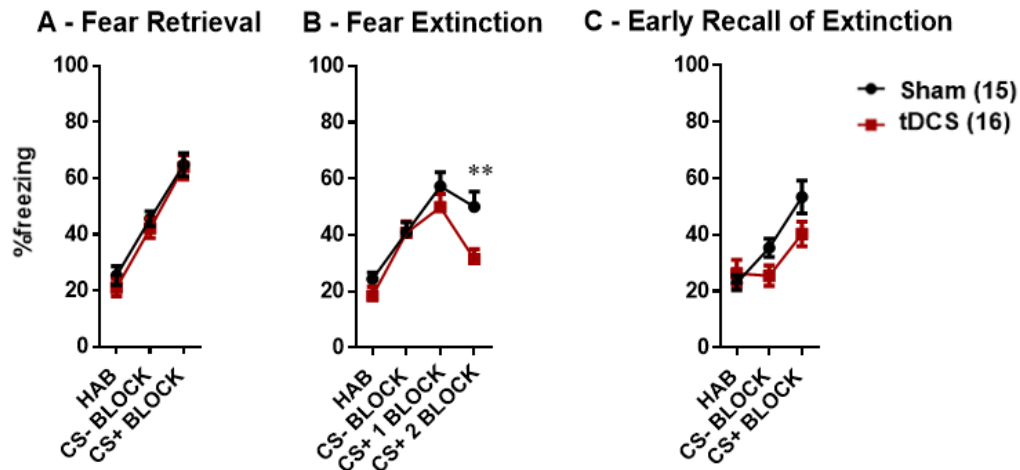 A - Fear Retrieval
B - Fear Extinction
C - Early Recall of Extinction
%freezing
100
80
60
40
20
0
HAB
CS- BLOCK
CS+ BLOCK
100
80
60
40
20
0
**
HAB
CS- BLOCK
CS+ 1 BLOCK
CS+ 2 BLOCK
100
80
60
40
20
0
HAB
CS- BLOCK
CS+ BLOCK
Sham (15)
tDCS (16)